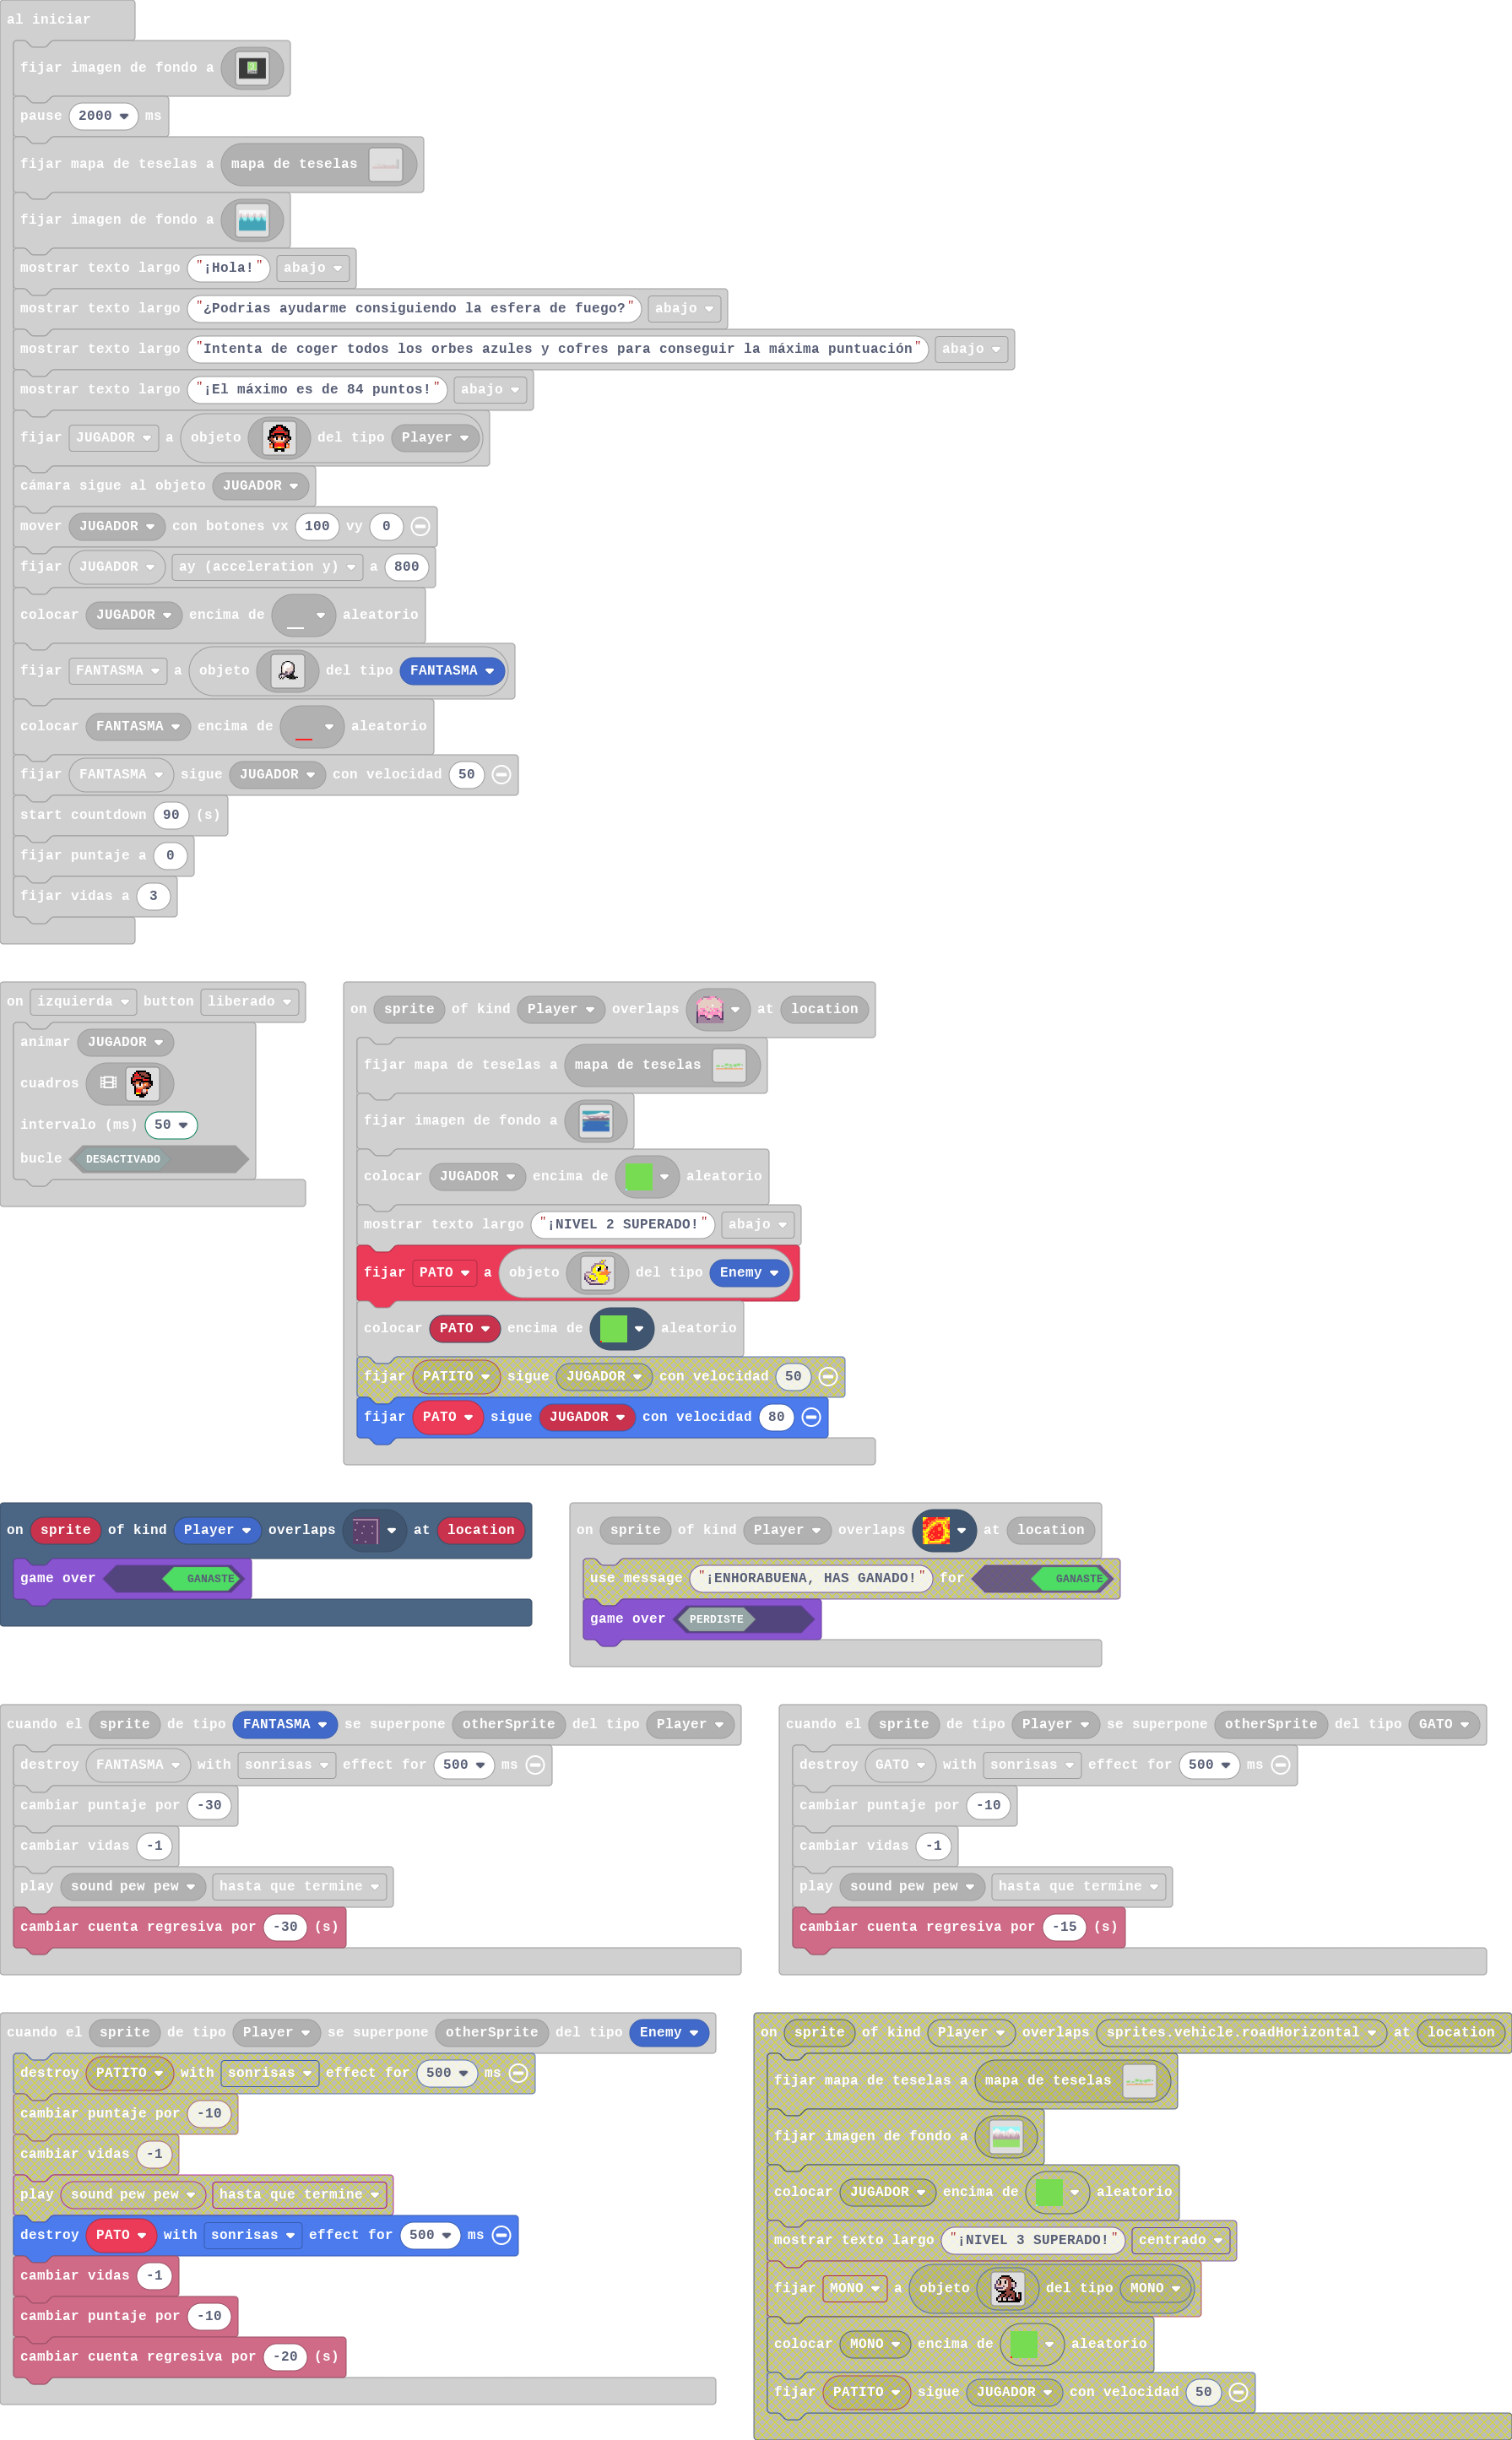 al iniciar
fijar imagen de fondo a
pause 2000 ms
fijar mapa de teselas a mapa de teselas
fijar imagen de fondo a
mostrar texto largo "¡Hola!" abajo
mostrar texto largo "¿Podrias ayudarme consiguiendo la esfera de fuego?" abajo
mostrar texto largo "Intenta de coger todos los orbes azules y cofres para conseguir la máxima puntuación" abajo
mostrar texto largo "¡El máximo es de 84 puntos!" abajo
fijar JUGADOR a objeto del tipo Player
cámara sigue al objeto JUGADOR
mover JUGADOR con botones vx 100 vy 0
fijar JUGADOR ay (acceleration y) a 800
colocar JUGADOR encima de aleatorio
fijar FANTASMA a objeto del tipo FANTASMA
colocar FANTASMA encima de aleatorio
fijar FANTASMA sigue JUGADOR con velocidad 50
start countdown 90 (s)
fijar puntaje a 0
fijar vidas a 3
on izquierda button liberado
animar JUGADOR
cuadros
intervalo (ms) 50
bucle DESACTIVADO
on sprite of kind Player overlaps at location
fijar mapa de teselas a mapa de teselas
fijar imagen de fondo a
colocar JUGADOR encima de aleatorio
mostrar texto largo "¡NIVEL 2 SUPERADO!" abajo
fijar PATO a objeto del tipo Enemy
colocar PATO encima de aleatorio
fijar PATITO sigue JUGADOR con velocidad 50
fijar PATO sigue JUGADOR con velocidad 80
on sprite of kind Player overlaps at location
game over GANASTE
on sprite of kind Player overlaps at location
use message "¡ENHORABUENA, HAS GANADO!" for GANASTE
game over PERDISTE
cuando el sprite de tipo FANTASMA se superpone otherSprite del tipo Player
destroy FANTASMA with sonrisas effect for 500 ms
cambiar puntaje por -30
cambiar vidas -1
play sound pew pew hasta que termine
cambiar cuenta regresiva por -30 (s)
cuando el sprite de tipo Player se superpone otherSprite del tipo GATO
destroy GATO with sonrisas effect for 500 ms
cambiar puntaje por -10
cambiar vidas -1
play sound pew pew hasta que termine
cambiar cuenta regresiva por -15 (s)
cuando el sprite de tipo Player se superpone otherSprite del tipo Enemy
destroy PATITO with sonrisas effect for 500 ms
cambiar puntaje por -10
cambiar vidas -1
play sound pew pew hasta que termine
destroy PATO with sonrisas effect for 500 ms
cambiar vidas -1
cambiar puntaje por -10
cambiar cuenta regresiva por -20 (s)
on sprite of kind Player overlaps sprites.vehicle.roadHorizontal at location
fijar mapa de teselas a mapa de teselas
fijar imagen de fondo a
colocar JUGADOR encima de aleatorio
mostrar texto largo "¡NIVEL 3 SUPERADO!" centrado
fijar MONO a objeto del tipo MONO
colocar MONO encima de aleatorio
fijar PATITO sigue JUGADOR con velocidad 50